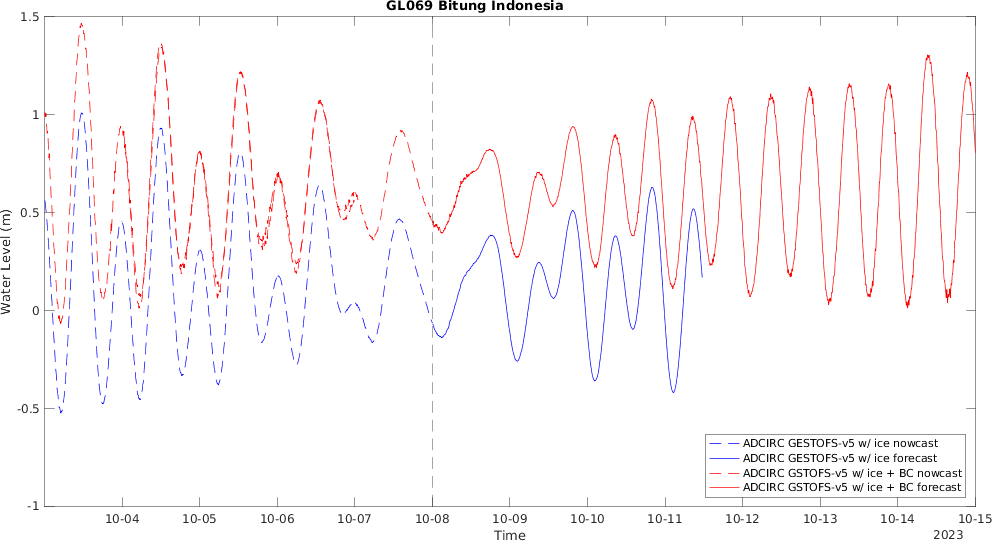 GL069 Bitung Indonesia
1.5
1
0.5
0
-0.5
-1
Water Level (m)
10-04 10-05 10-06 10-07 10-08 10-09 10-10 10-11 10-12 10-13 10-14 10-15
Time
2023
ADCIRC GESTOFS-v5 w/ ice nowcast
ADCIRC GESTOFS-v5 w/ ice forecast
ADCIRC GSTOFS-v5 w/ ice + BC nowcast
ADCIRC GSTOFS-v5 w/ ice + BC forecast